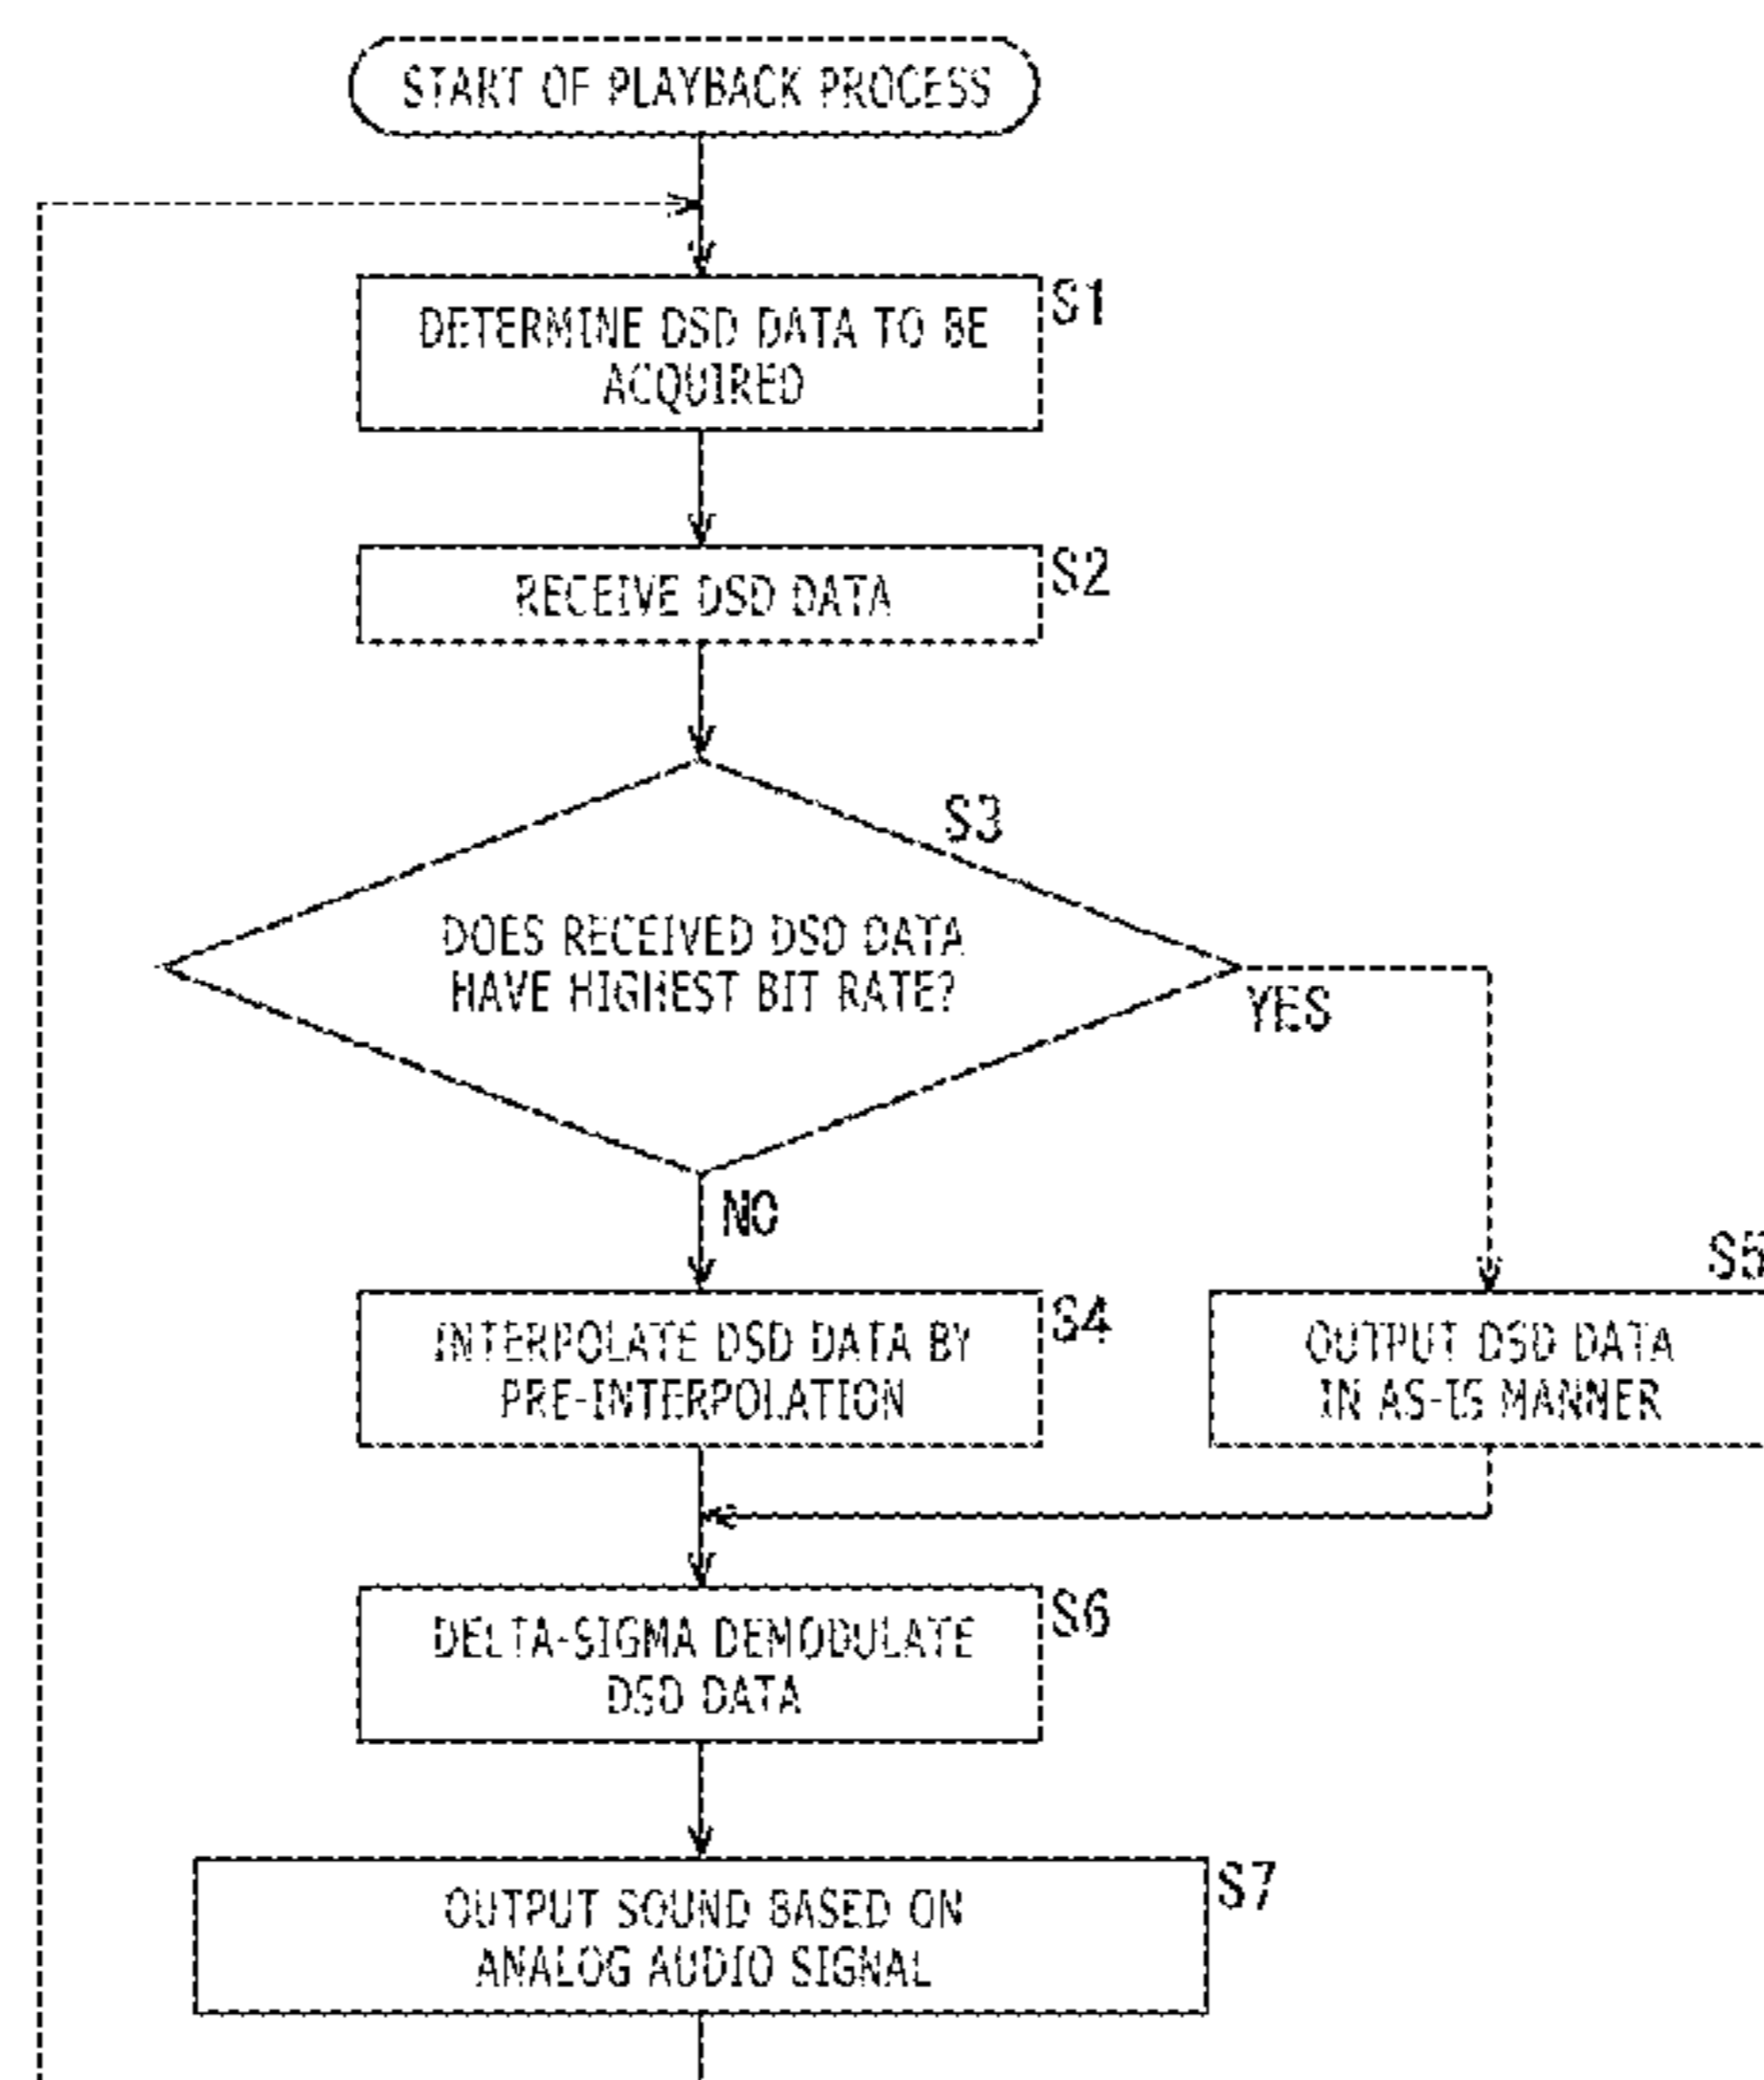 START OF PLAYBACK PROCESS
S1
DETERMINE DSD DATA TO BE
ACQUIRED
S2
RECEIVE DSD DATA
S3
DOES RECEIVED DSD DATA
HAVE HIGHEST BIT RATE?
YES
NO
S4
INTERPOLATE DSD DATA BY
PRE-INTERPOLATION
S5
OUTPUT DSD DATA
IN AS-IS MANNER
S6
DELTA-SIGMA DEMODULATE
DSD DATA
S7
OUTPUT SOUND BASED ON
ANALOG AUDIO SIGNAL